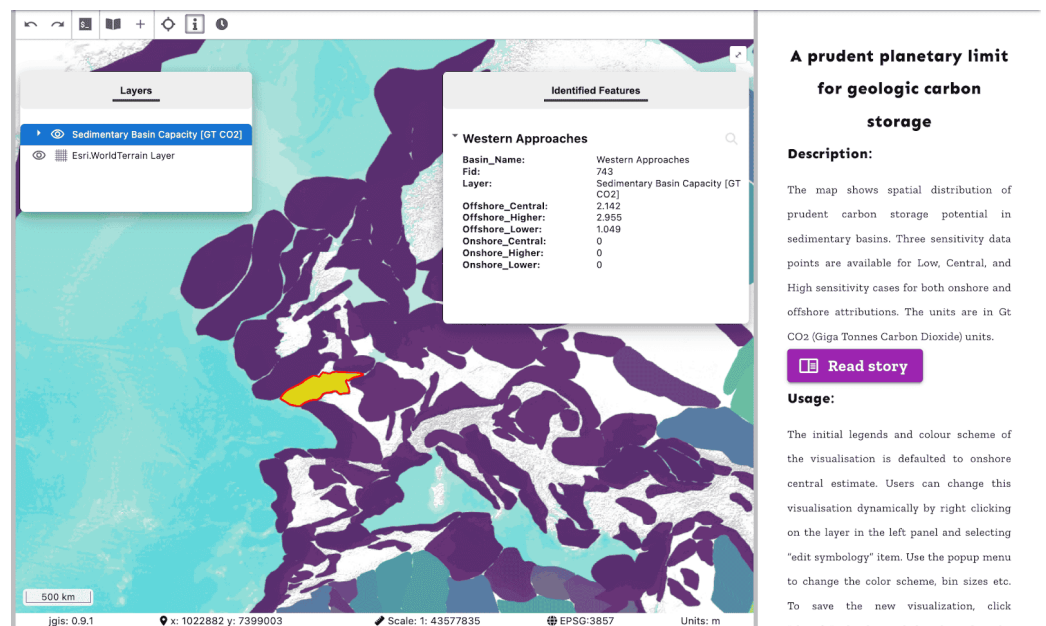 Layers
Sedimentary Basin Capacity [GT CO2]
Esri.WorldTerrain Layer
Identified Features
Western Approaches
Basin_Name: Western Approaches
Fid: 743
Layer: Sedimentary Basin Capacity [GT
CO2]
Offshore_Central: 2.142
Offshore_Higher: 2.955
Offshore_Lower: 1.049
Onshore_Central: 0
Onshore_Higher: 0
Onshore_Lower: 0
500 km
jgis: 0.9.1 x: 1022882 y: 7399003 Scale: 1: 43577835 EPSG:3857 Units: m
A prudent planetary limit
for geologic carbon
storage
Description:
The map shows spatial distribution of
prudent carbon storage potential in
sedimentary basins. Three sensitivity data
points are available for Low, Central, and
High sensitivity cases for both onshore and
offshore attributions. The units are in Gt
CO2 (Giga Tonnes Carbon Dioxide) units.
Read story
Usage:
The initial legends and colour scheme of
the visualisation is defaulted to onshore
central estimate. Users can change this
visualisation dynamically by right clicking
on the layer in the left panel and selecting
"edit symbology" item. Use the popup menu
to change the color scheme, bin sizes etc.
To save the new visualization, click